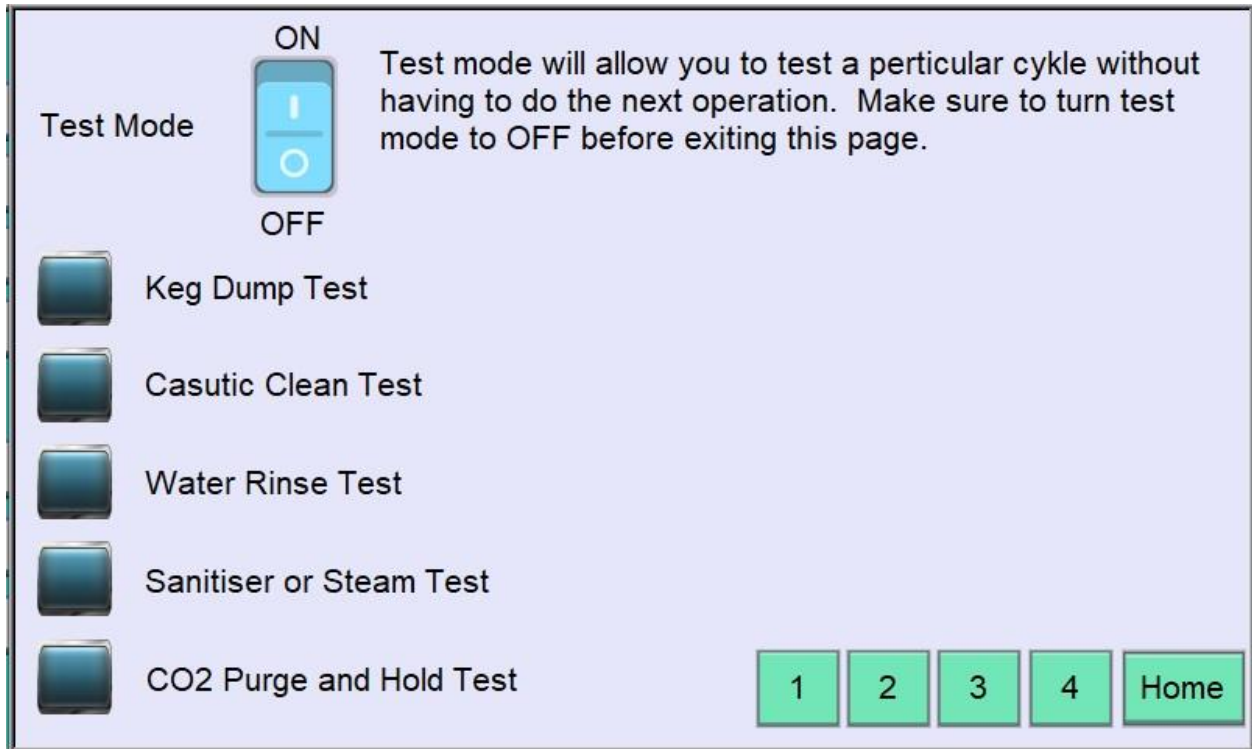 ON
Test mode will allow you to test a perticular cykle without
having to do the next operation. Make sure to turn test
mode to OFF before exiting this page.
Test Mode
OFF
Keg Dump Test
Casutic Clean Test
Water Rinse Test
Sanitiser or Steam Test
CO2 Purge and Hold Test
1 2 3 4 Home